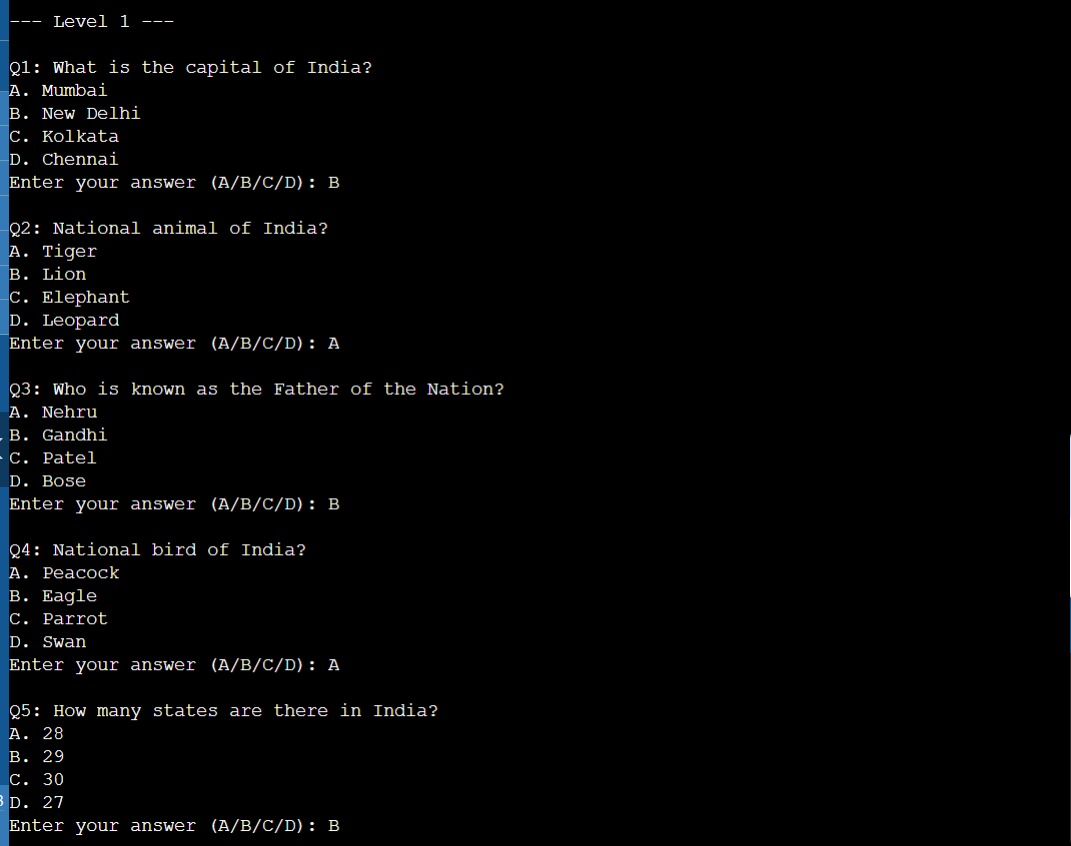 --- Level 1 ---
Q1: What is the capital of India?
A. Mumbai
B. New Delhi
C. Kolkata
D. Chennai
Enter your answer (A/B/C/D): B
Q2: National animal of India?
A. Tiger
B. Lion
C. Elephant
D. Leopard
Enter your answer (A/B/C/D): A
Q3: Who is known as the Father of the Nation?
A. Nehru
B. Gandhi
C. Patel
D. Bose
Enter your answer (A/B/C/D): B
Q4: National bird of India?
A. Peacock
B. Eagle
C. Parrot
D. Swan
Enter your answer (A/B/C/D): A
Q5: How many states are there in India?
A. 28
B. 29
C. 30
D. 27
Enter your answer (A/B/C/D): B